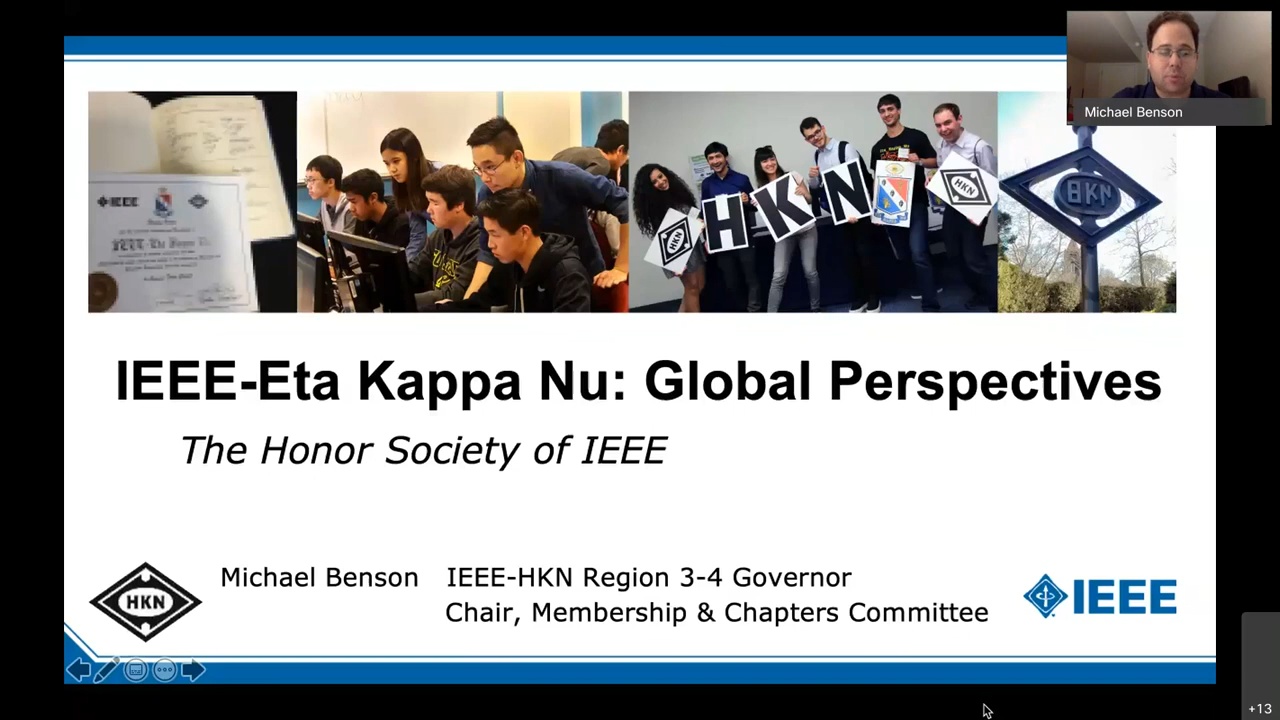 Michael Benson
IEEE
HKN
H K N
HKN
HKN
IEEE-Eta Kappa Nu: Global Perspectives
The Honor Society of IEEE
Michael Benson IEEE-HKN Region 3-4 Governor
Chair, Membership & Chapters Committee
HKN
IEEE
+13